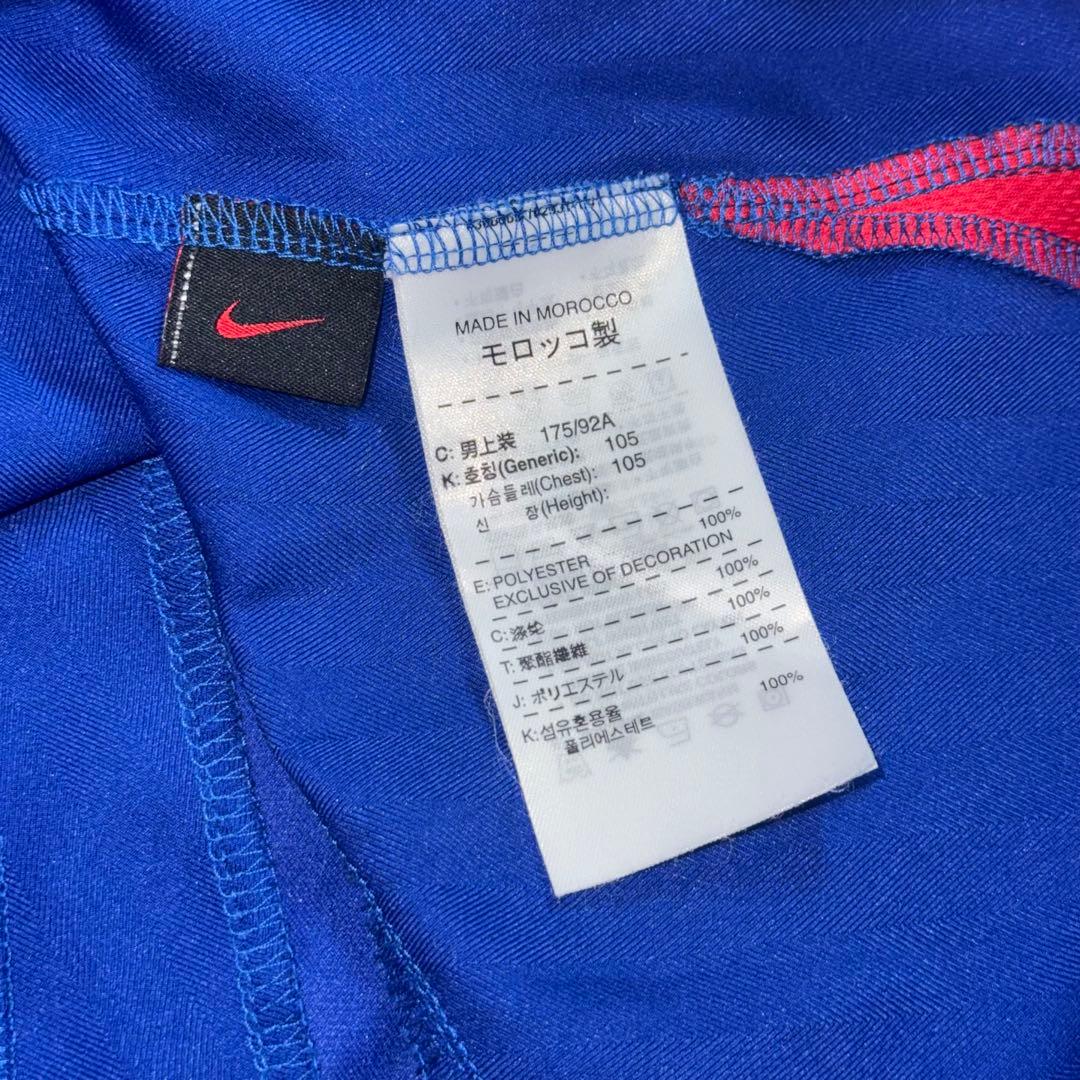 MADE IN MOROCCO
モロッコ製
C: 男上装 175/92A
K: 호칭(Generic): 105
가슴둘레(Chest): 105
신 장(Height):
100%
E: POLYESTER
EXCLUSIVE OF DECORATION
100%
C: 涤纶
100%
T: 聚酯纖維
100%
J: ポリエステル
100%
K: 섬유혼용율
폴리에스테트